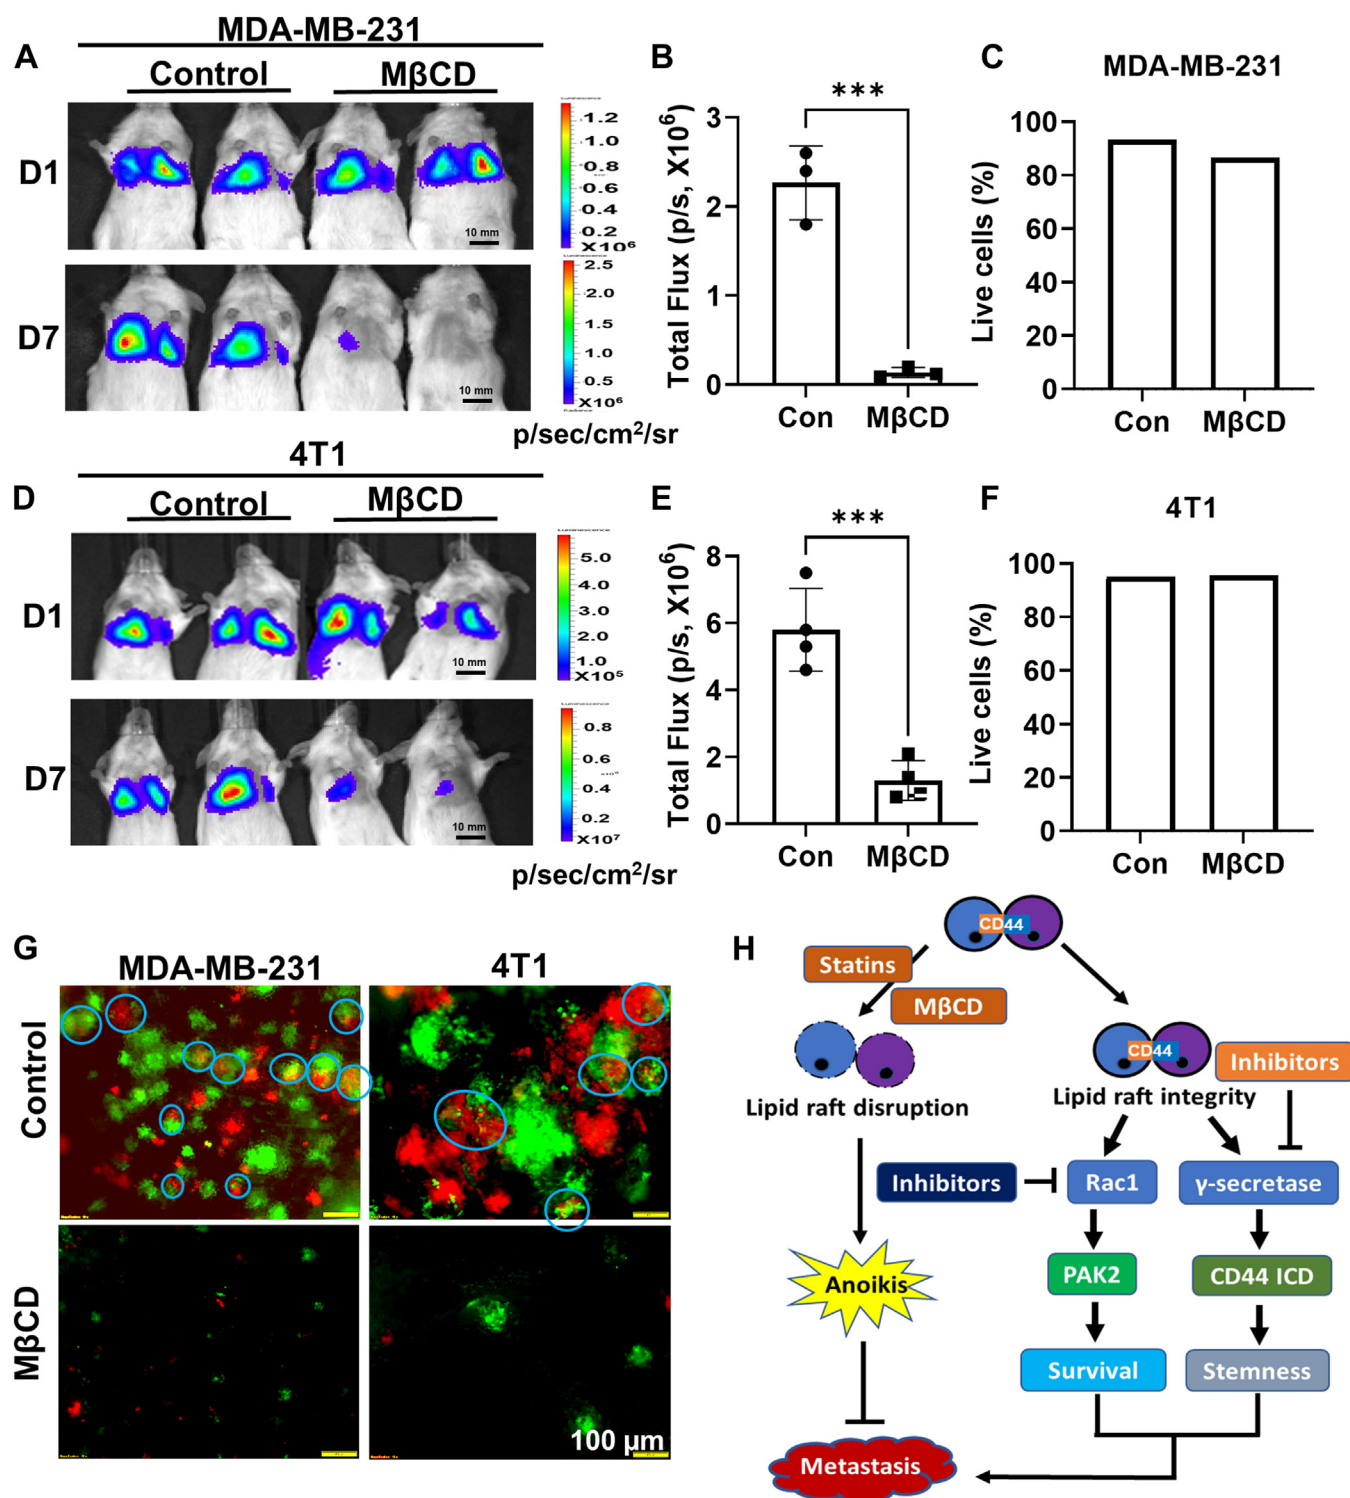 MDA-MB-231
A
Control MβCD
D1
1.2
1.0
0.8
0.6
0.4
0.2
X10⁶
10 mm
D7
2.5
2.0
1.5
1.0
0.5
X10⁶
10 mm
p/sec/cm²/sr
B
***
Total Flux (p/s, X10⁶)
3
2
1
0
Con MβCD
C
MDA-MB-231
Live cells (%)
100
80
60
40
20
0
Con MβCD
4T1
D
Control MβCD
D1
Luminescence
5.0
4.0
3.0
2.0
1.0
X10⁵
10 mm
D7
0.8
0.6
0.4
0.2
X10⁷
10 mm
p/sec/cm²/sr
E
***
Total Flux (p/s, X10⁶)
8
6
4
2
0
Con MβCD
F
4T1
Live cells (%)
100
80
60
40
20
0
Con MβCD
G
MDA-MB-231 4T1
Control
MβCD
100 µm
H
CD44
Statins
MβCD
CD44
Inhibitors
Lipid raft disruption
Lipid raft integrity
Inhibitors
Rac1
γ-secretase
Anoikis
PAK2
CD44 ICD
Survival
Stemness
Metastasis